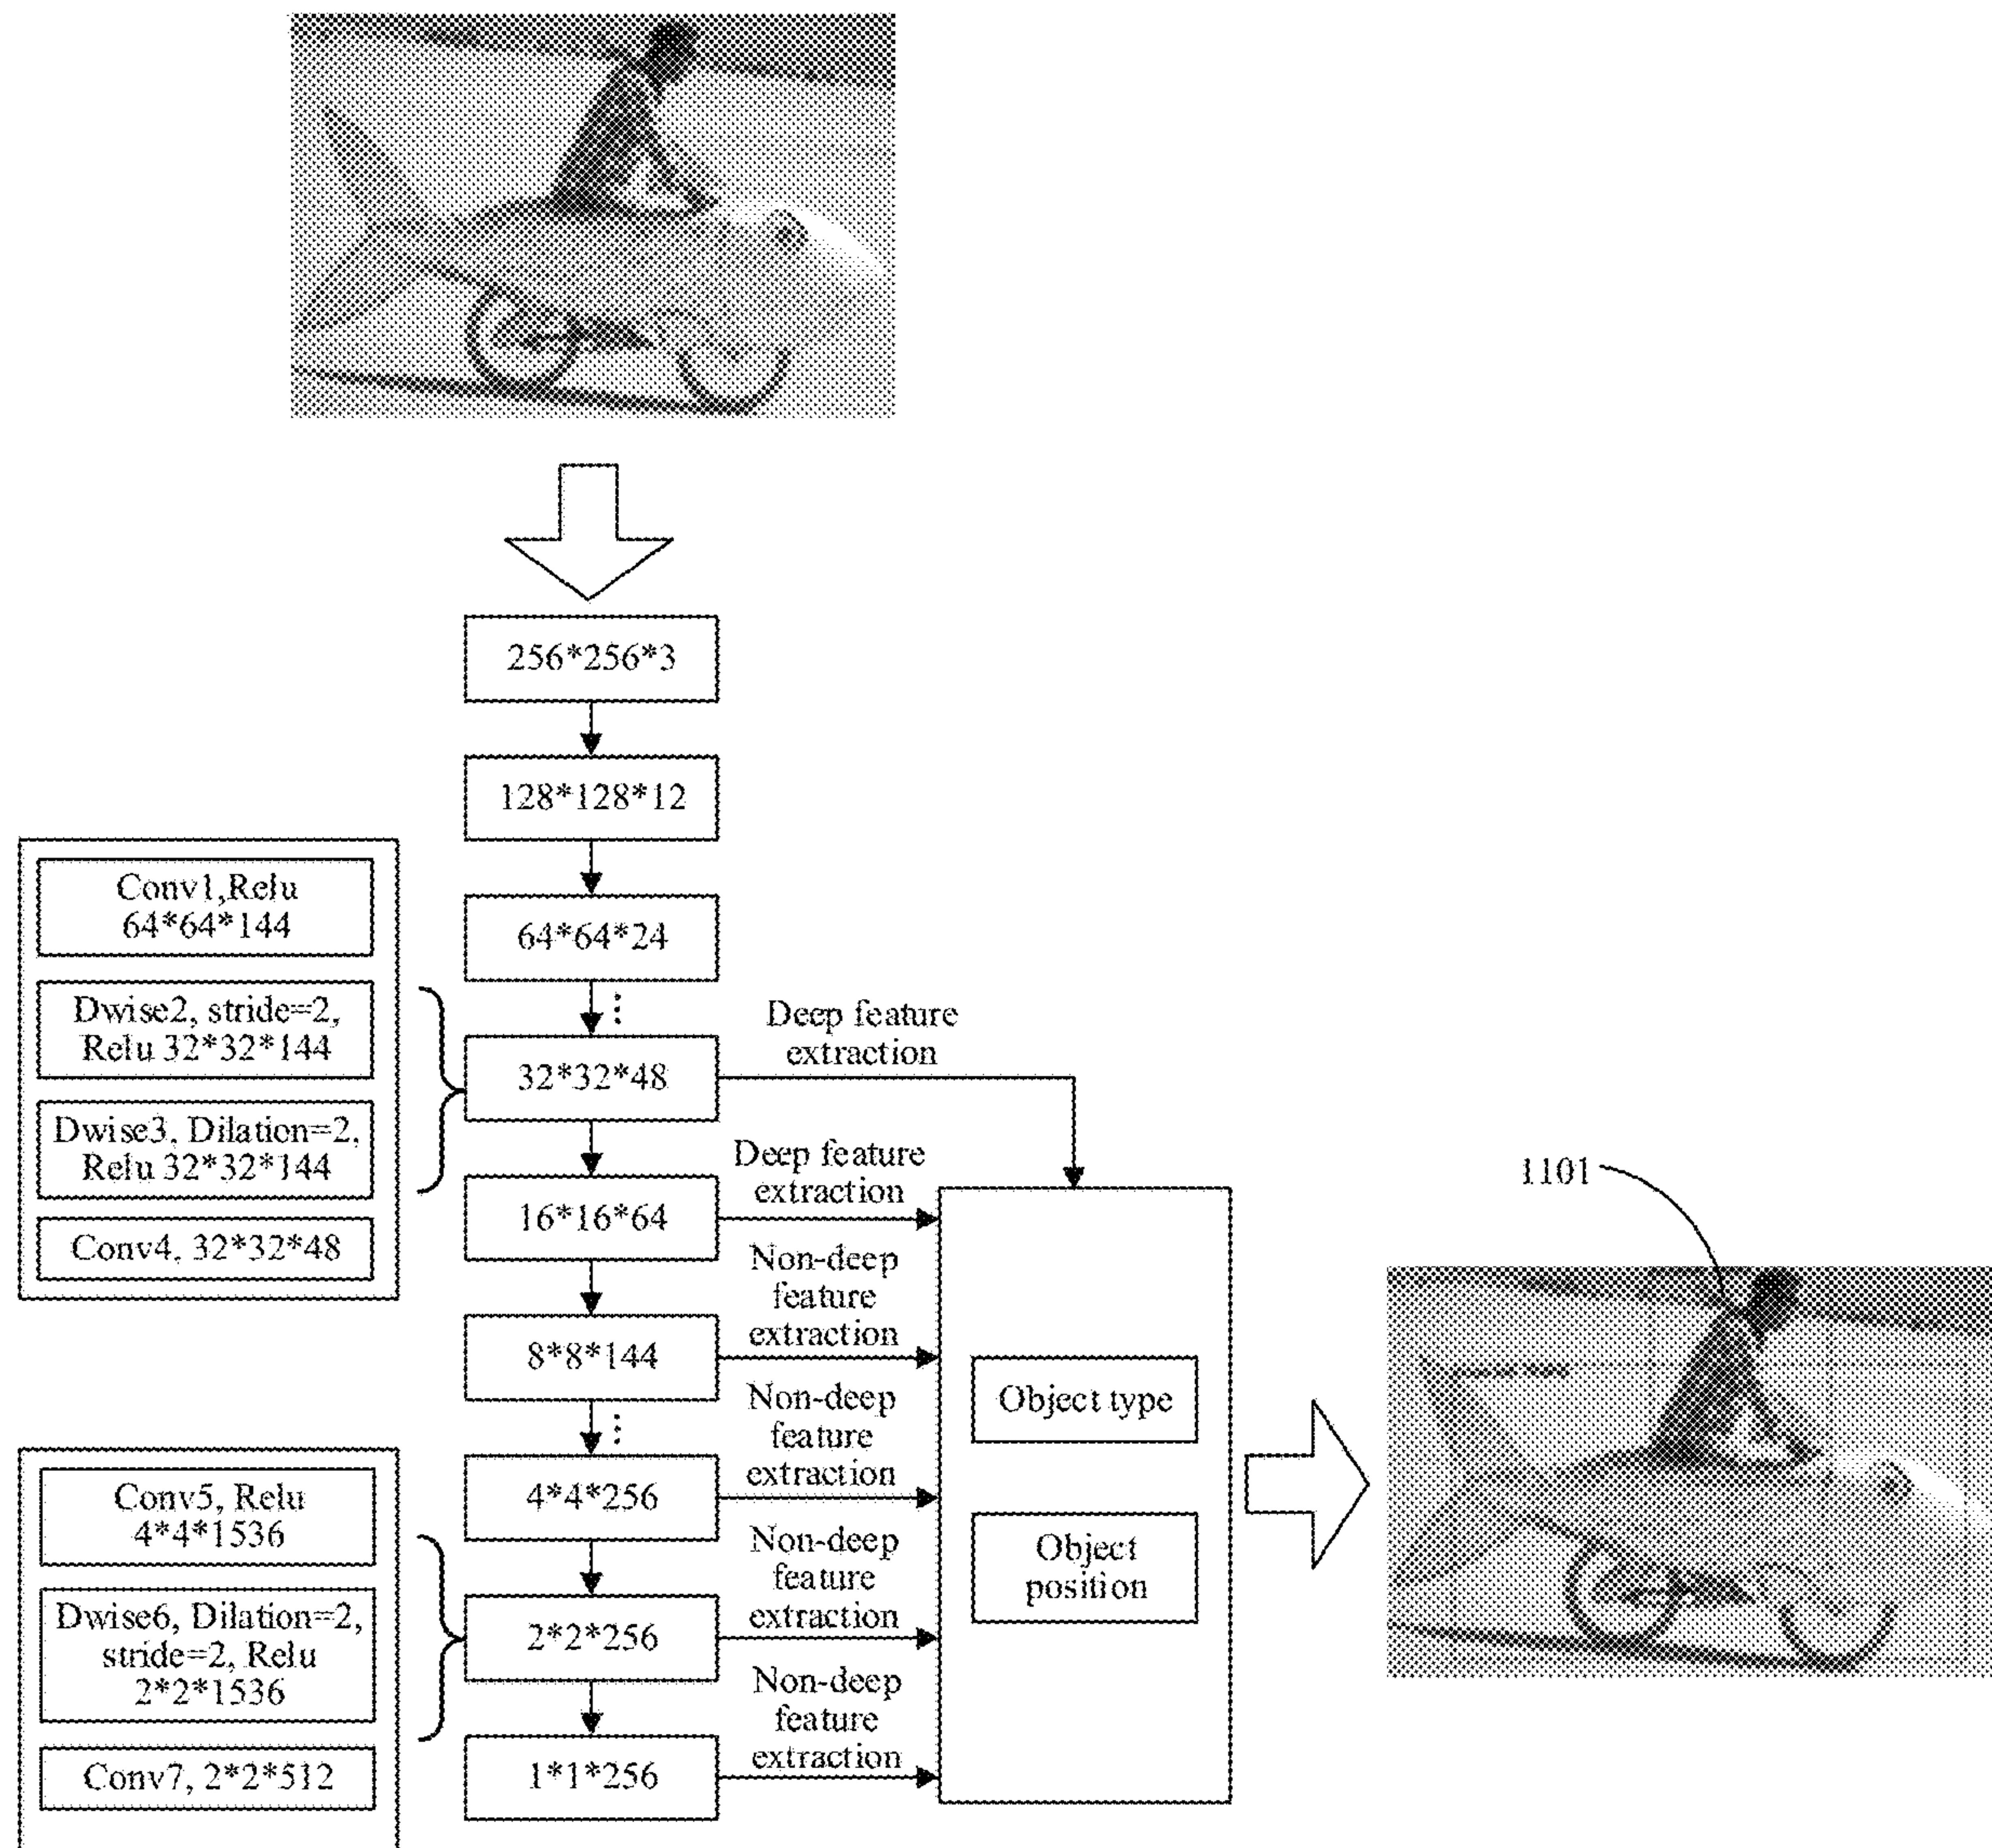 256*256*3
128*128*12
64*64*24
32*32*48
16*16*64
8*8*144
4*4*256
2*2*256
1*1*256
Conv1,Relu
64*64*144
Dwise2, stride=2,
Relu 32*32*144
Dwise3, Dilation=2,
Relu 32*32*144
Conv4, 32*32*48
Conv5, Relu
4*4*1536
Dwise6, Dilation=2,
stride=2, Relu
2*2*1536
Conv7, 2*2*512
Deep feature
extraction
Deep feature
extraction
Non-deep
feature
extraction
Non-deep
feature
extraction
Non-deep
feature
extraction
Non-deep
feature
extraction
Object type
Object
position
1101